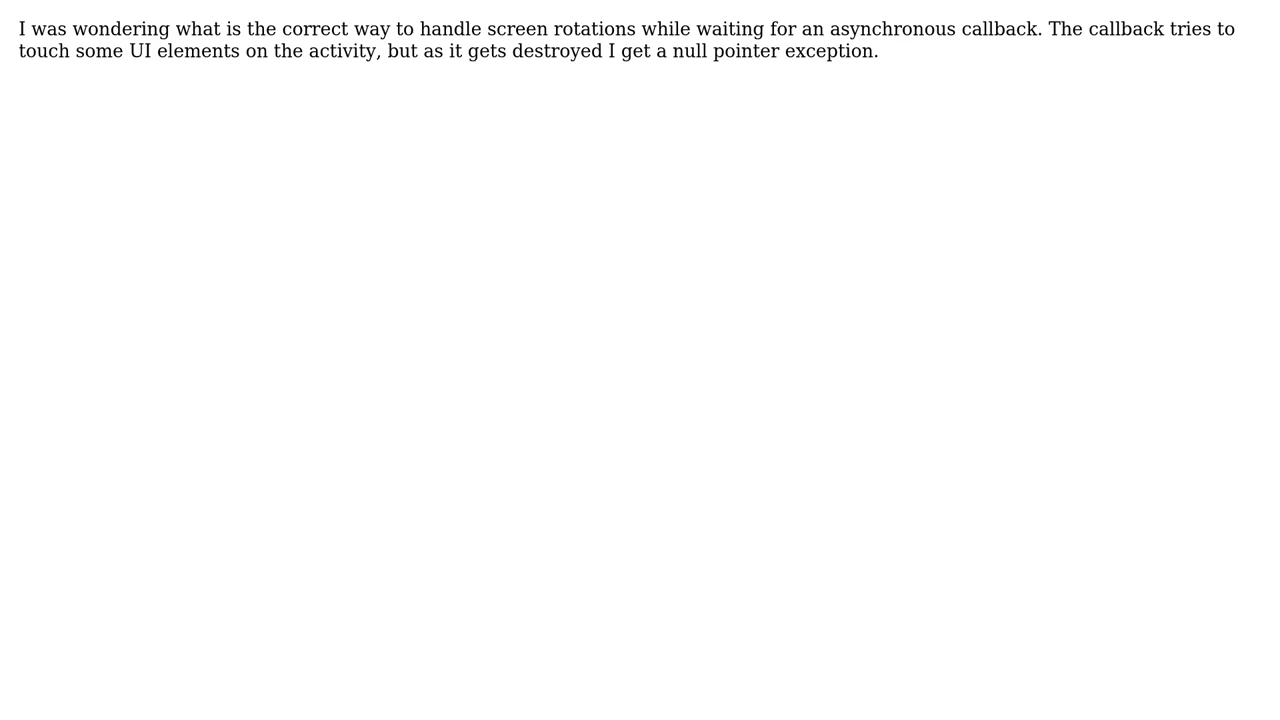 I was wondering what is the correct way to handle screen rotations while waiting for an asynchronous callback. The callback tries to
touch some UI elements on the activity, but as it gets destroyed I get a null pointer exception.